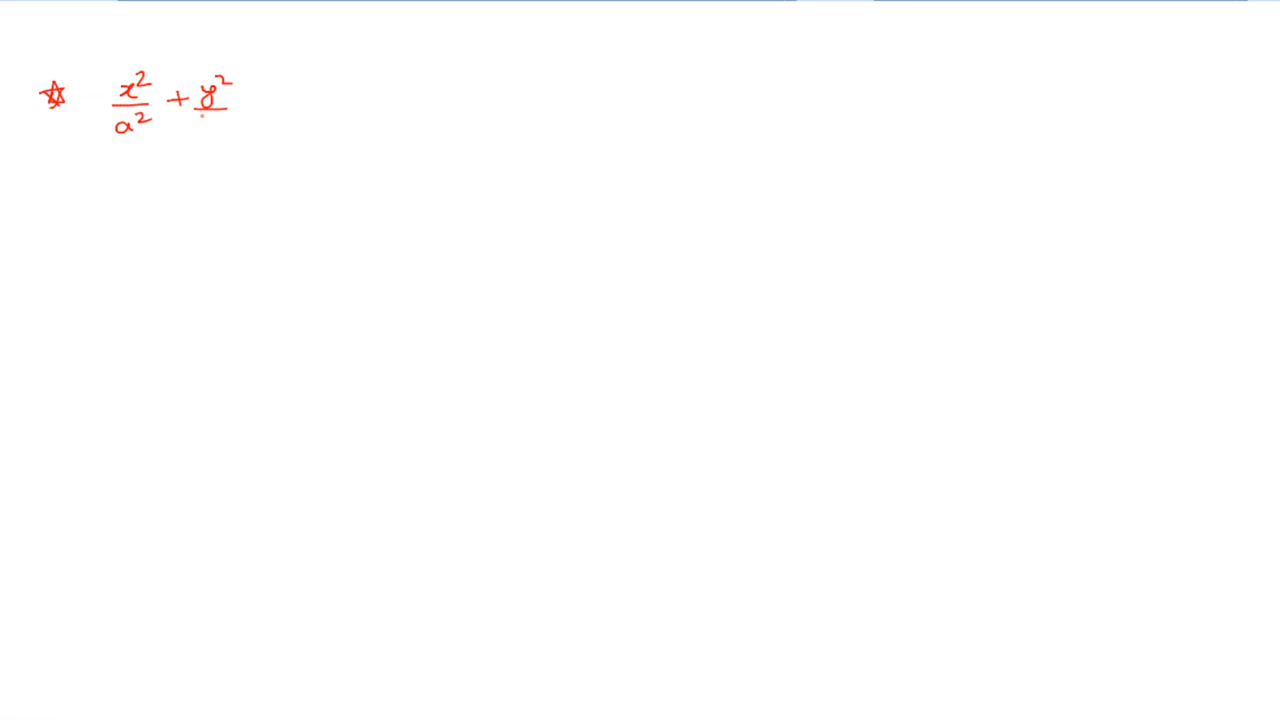 ☆ x²/a² + y²/